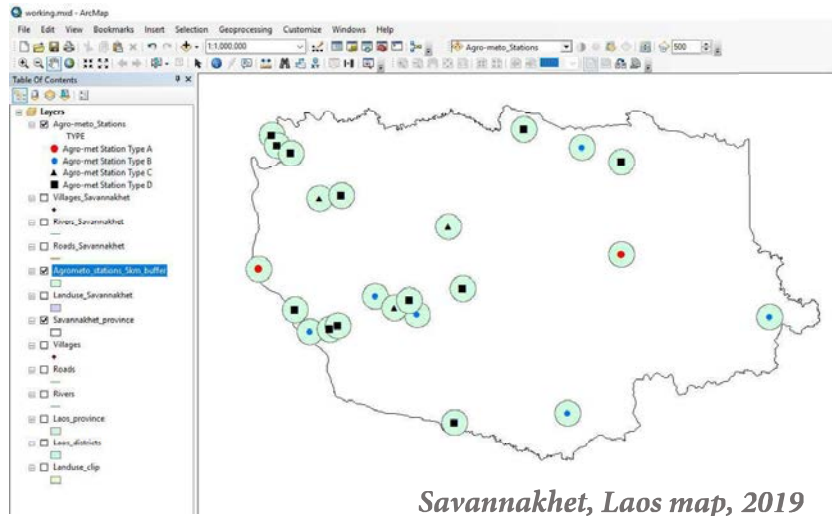 working.mxd - ArcMap
File Edit View Bookmarks Insert Selection Geoprocessing Customize Windows Help
1:1,000,000 Agro-meto_Stations 500
Table Of Contents
Layers
Agro-meto_Stations
TYPE
Agro-met Station Type A
Agro-met Station Type B
Agro-met Station Type C
Agro-met Station Type D
Villages_Savannakhet
Rivers_Savannakhet
Roads_Savannakhet
Agrometo_stations_5km_buffer
Landuse_Savannakhet
Savannakhet_province
Villages
Roads
Rivers
Laos_province
Laos_districts
Landuse_clip
Savannakhet, Laos map, 2019